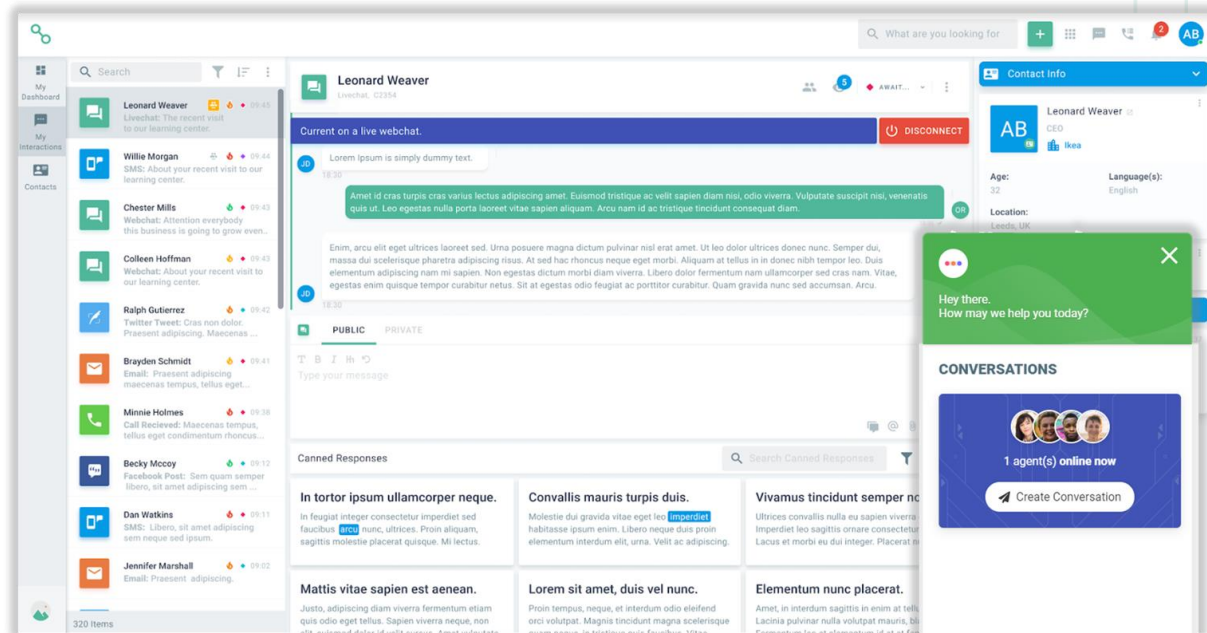 What are you looking for
+
2
AB
My
Dashboard
My
Interactions
Contacts
Search
Leonard Weaver 09:45
Livechat: The recent visit
to our learning center.
Willie Morgan 09:44
SMS: About your recent visit to our
learning center.
Chester Mills 09:43
Webchat: Attention everybody
this business is going to grow even..
Colleen Hoffman 09:43
Webchat: About your recent visit to
our learning center.
Ralph Gutierrez 09:42
Twitter Tweet: Cras non dolor.
Praesent adipiscing. Maecenas ...
Brayden Schmidt 09:41
Email: Praesent adipiscing
maecenas tempus, tellus eget...
Minnie Holmes 09:38
Call Recieved: Maecenas tempus,
tellus eget condimentum rhoncus...
Becky Mccoy 09:12
Facebook Post: Sem quam semper
libero, sit amet adipiscing sem ...
Dan Watkins 09:11
SMS: Libero, sit amet adipiscing
sem neque sed ipsum.
Jennifer Marshall 09:02
Email: Praesent adipiscing.
320 Items
Leonard Weaver
Livechat, C2354
5
AWAIT...
Current on a live webchat.
DISCONNECT
JD
Lorem Ipsum is simply dummy text.
18:30
Amet id cras turpis cras varius lectus adipiscing amet. Euismod tristique ac velit sapien diam nisi, odio viverra. Vulputate suscipit nisi, venenatis
quis ut. Leo egestas nulla porta laoreet vitae sapien aliquam. Arcu nam id ac tristique tincidunt consequat diam.
OR
Enim, arcu elit eget ultrices laoreet sed. Urna posuere magna dictum pulvinar nisl erat amet. Ut leo dolor ultrices donec nunc. Semper dui,
massa dui scelerisque pharetra adipiscing risus. At sed hac rhoncus neque eget morbi. Aliquam at tellus in in donec nibh tempor leo. Duis
elementum adipiscing nam mi sapien. Non egestas dictum morbi diam viverra. Libero dolor fermentum nam ullamcorper sed cras nam. Vitae,
egestas enim quisque tempor curabitur netus. Sit at egestas odio feugiat ac porttitor curabitur. Quam gravida nunc sed accumsan. Arcu.
JD
18:30
PUBLIC PRIVATE
T B I
Type your message
@
Canned Responses
Search Canned Responses
In tortor ipsum ullamcorper neque.
In feugiat integer consectetur imperdiet sed
faucibus arcu nunc, ultrices. Proin aliquam,
sagittis molestie placerat quisque. Mi lectus.
Convallis mauris turpis duis.
Molestie dui gravida vitae eget leo imperdiet
habitasse ipsum enim. Libero neque duis proin
elementum interdum elit, urna. Velit ac adipiscing.
Vivamus tincidunt semper
Ultrices convallis nulla eu sapien viverra
Imperdiet leo sagittis ornare consectetur
Lacus et morbi eu dui integer. Placerat
Mattis vitae sapien est aenean.
Justo, adipiscing diam viverra fermentum etiam
quis odio eget tellus. Sapien viverra neque, non
Lorem sit amet, duis vel nunc.
Proin tempus, neque, et interdum odio eleifend
orci volutpat. Magnis tincidunt magna scelerisque
Elementum nunc placerat.
Amet, in interdum sagittis in enim at
Lacinia pulvinar nulla volutpat mauris,
Contact Info
AB
Leonard Weaver
CEO
Ikea
Age:
32
Language(s):
English
Location:
Leeds, UK
Hey there.
How may we help you today?
CONVERSATIONS
1 agent(s) online now
Create Conversation